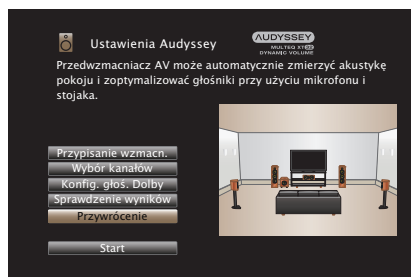 Ustawienia Audyssey
AUDYSSEY
MULTEQ XT32
DYNAMIC VOLUME
Przedwzmacniacz AV może automatycznie zmierzyć akustykę
pokoju i zoptymalizować głośniki przy użyciu mikrofonu i
stojaka.
Przypisanie wzmacn.
Wybór kanałów
Konfig. głoś. Dolby
Sprawdzenie wyników
Przywrócenie
Start